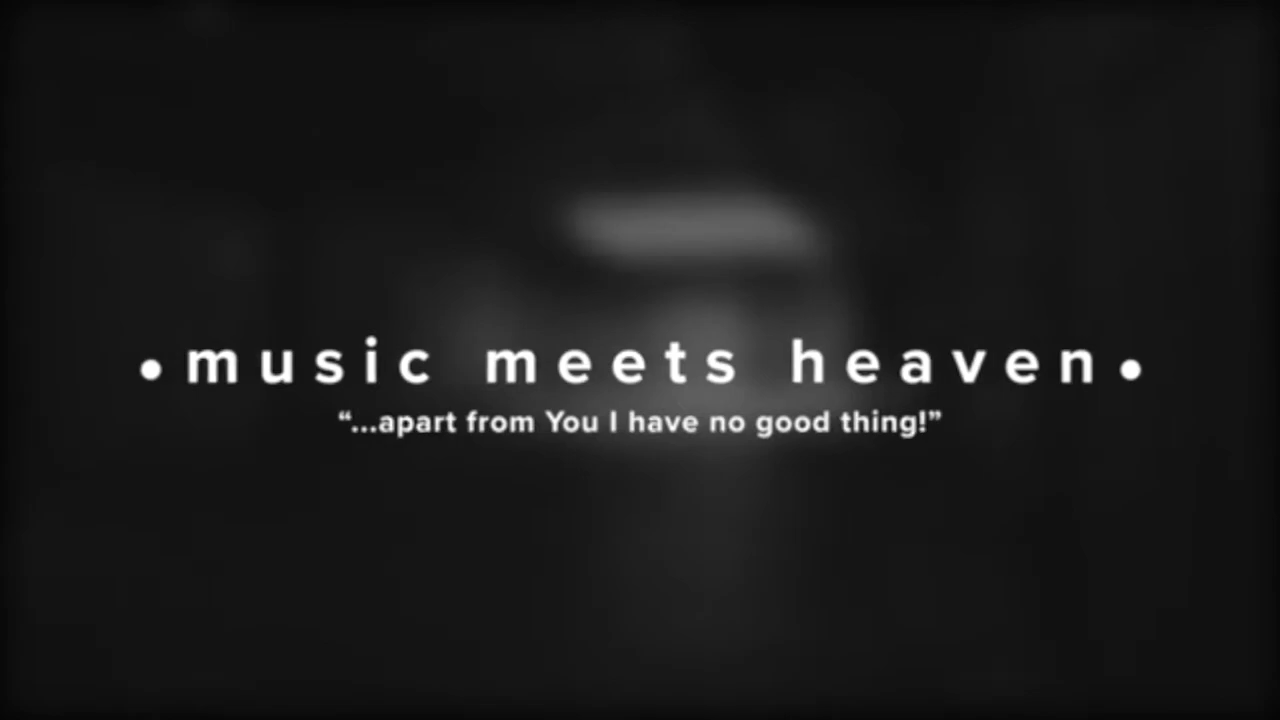 • music meets heaven •
“...apart from You I have no good thing!”